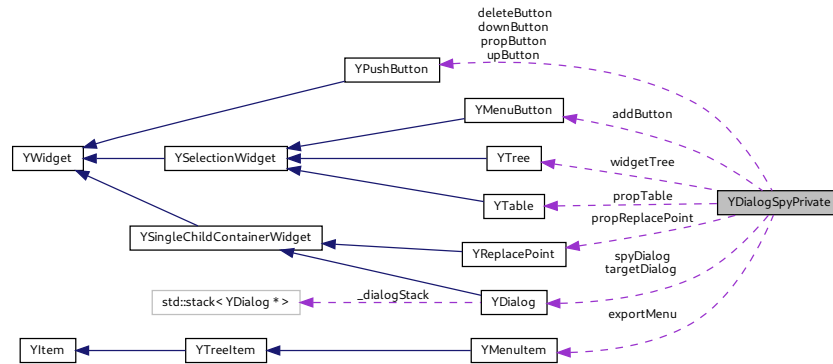 deleteButton
downButton
propButton
upButton
YPushButton
YMenuButton
addButton
YWidget
YSelectionWidget
YTree
widgetTree
YTable
propTable
YDialogSpyPrivate
propReplacePoint
YSingleChildContainerWidget
YReplacePoint
spyDialog
targetDialog
std::stack< YDialog * >
_dialogStack
YDialog
exportMenu
YItem
YTreeItem
YMenuItem